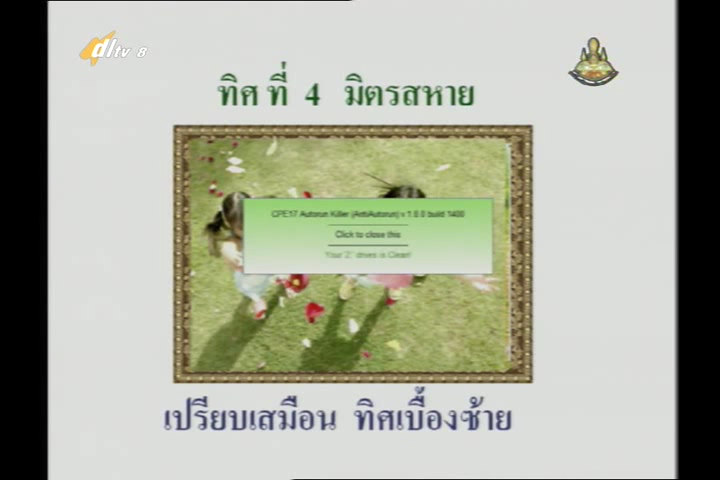 dltv 8
ทิศ ที่ 4 มิตรสหาย
CPE17 Autorun Killer (AntiAutorun) v 1.8.0 build 1400
Click to close this
Your 2: drives is Clean!
เปรียบเสมือน ทิศเบื้องซ้าย